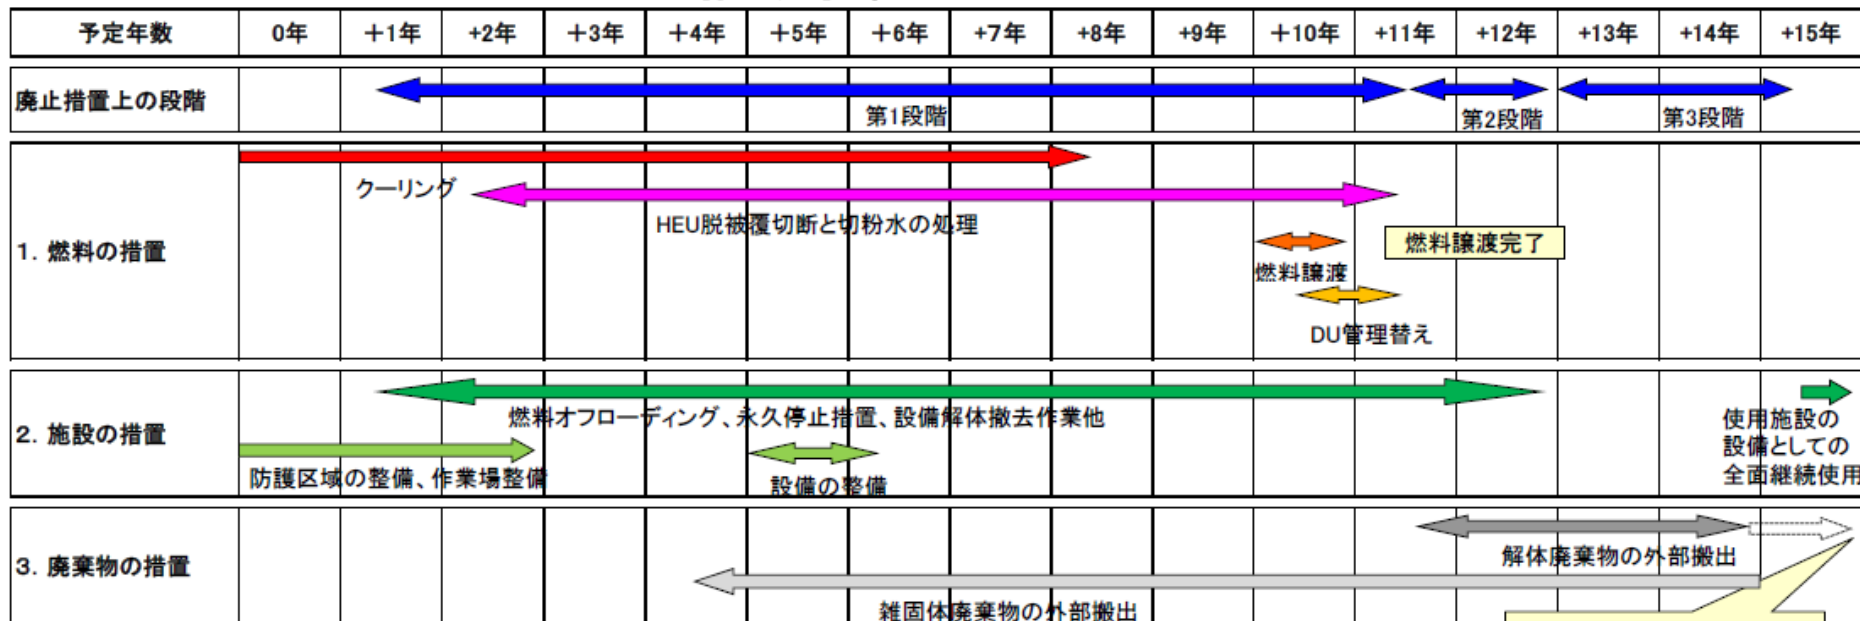 予定年数 0年 +1年 +2年 +3年 +4年 +5年 +6年 +7年 +8年 +9年 +10年 +11年 +12年 +13年 +14年 +15年
廃止措置上の段階
第1段階 第2段階 第3段階
1. 燃料の措置
クーリング
HEU脱被覆切断と切粉水の処理
燃料譲渡完了
燃料譲渡
DU管理替え
2. 施設の措置
燃料オフローディング、永久停止措置、設備解体撤去作業他
防護区域の整備、作業場整備
設備の整備
使用施設の
設備としての
全面継続使用
3. 廃棄物の措置
解体廃棄物の外部搬出
雑固体廃棄物の外部搬出